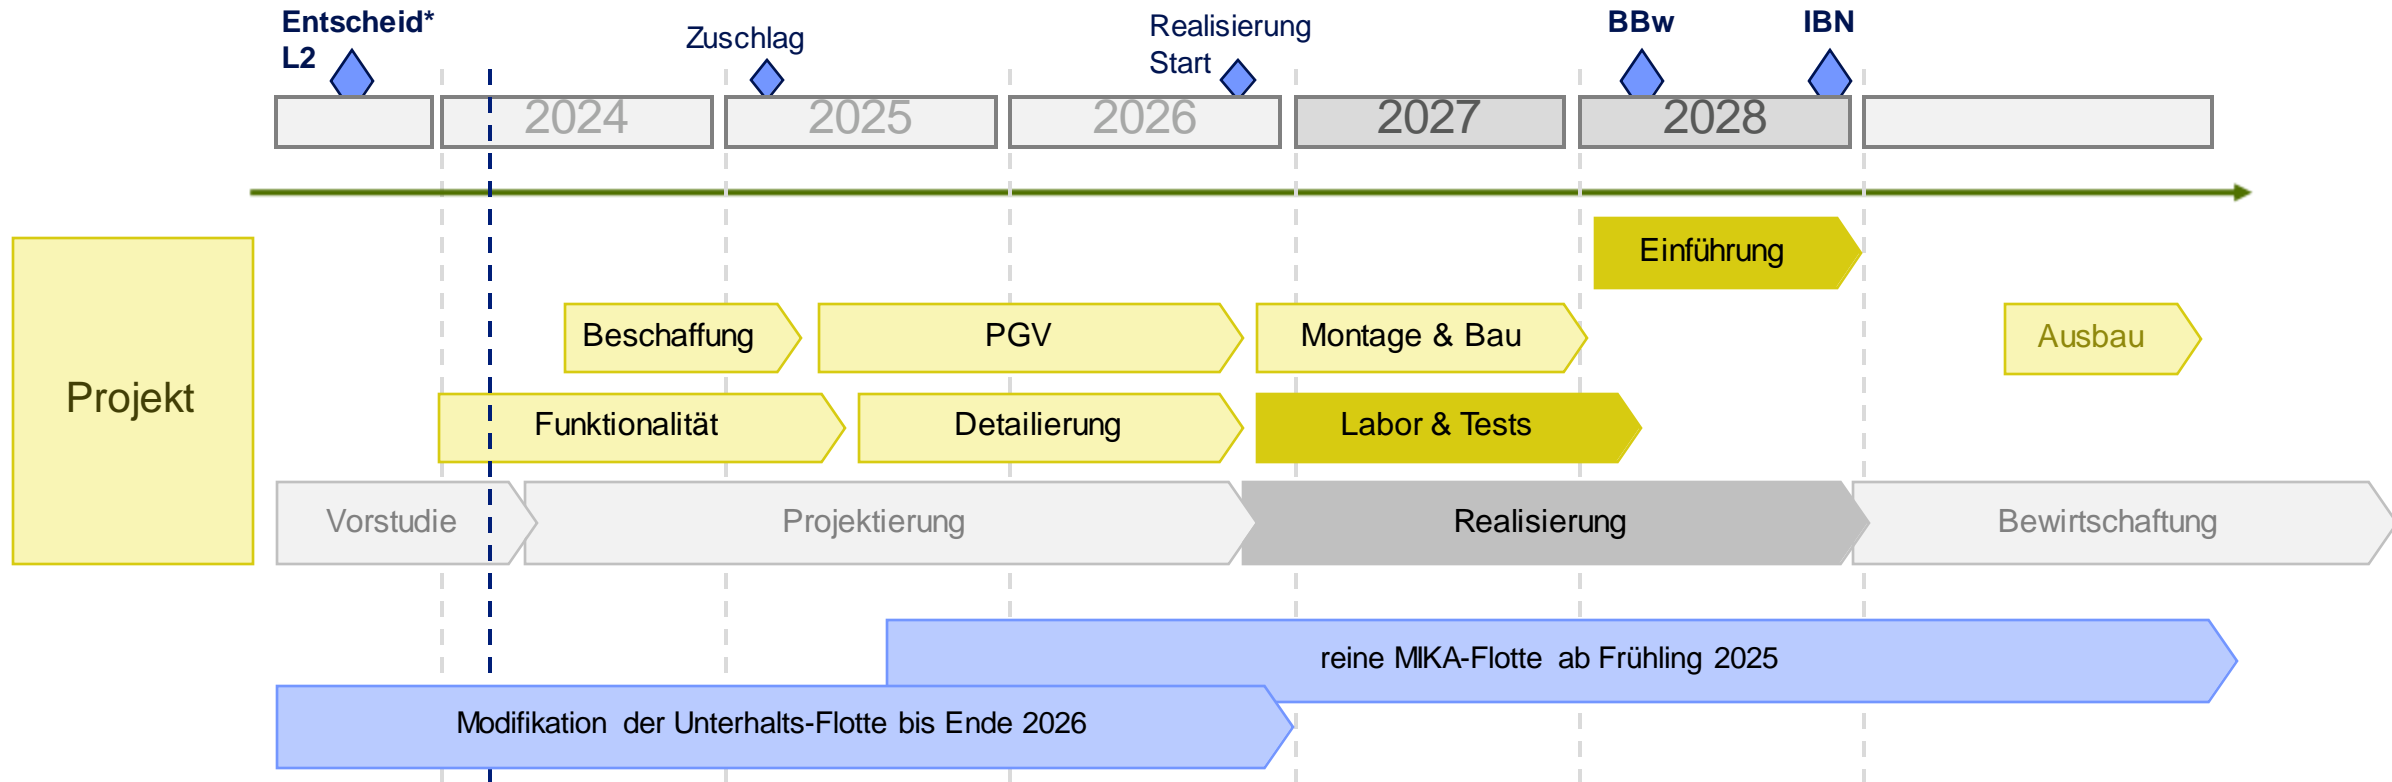 Entscheid*
L2
Zuschlag
Realisierung
Start
BBw
IBN
2024
2025
2026
2027
2028
Einführung
Beschaffung
PGV
Montage & Bau
Ausbau
Projekt
Funktionalität
Detailierung
Labor & Tests
Vorstudie
Projektierung
Realisierung
Bewirtschaftung
reine MIKA-Flotte ab Frühling 2025
Modifikation der Unterhalts-Flotte bis Ende 2026